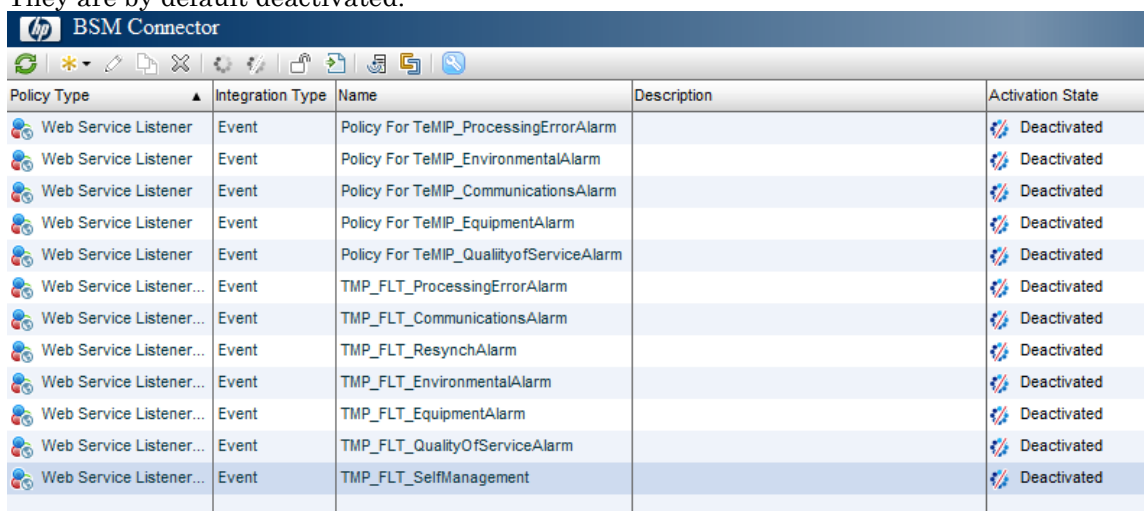 They are by default deactivated.
hp BSM Connector
Policy Type Integration Type Name Description Activation State
Web Service Listener Event Policy For TeMIP_ProcessingErrorAlarm Deactivated
Web Service Listener Event Policy For TeMIP_EnvironmentalAlarm Deactivated
Web Service Listener Event Policy For TeMIP_CommunicationsAlarm Deactivated
Web Service Listener Event Policy For TeMIP_EquipmentAlarm Deactivated
Web Service Listener Event Policy For TeMIP_QualiityofServiceAlarm Deactivated
Web Service Listener... Event TMP_FLT_ProcessingErrorAlarm Deactivated
Web Service Listener... Event TMP_FLT_CommunicationsAlarm Deactivated
Web Service Listener... Event TMP_FLT_ResynchAlarm Deactivated
Web Service Listener... Event TMP_FLT_EnvironmentalAlarm Deactivated
Web Service Listener... Event TMP_FLT_EquipmentAlarm Deactivated
Web Service Listener... Event TMP_FLT_QualityOfServiceAlarm Deactivated
Web Service Listener... Event TMP_FLT_SelfManagement Deactivated